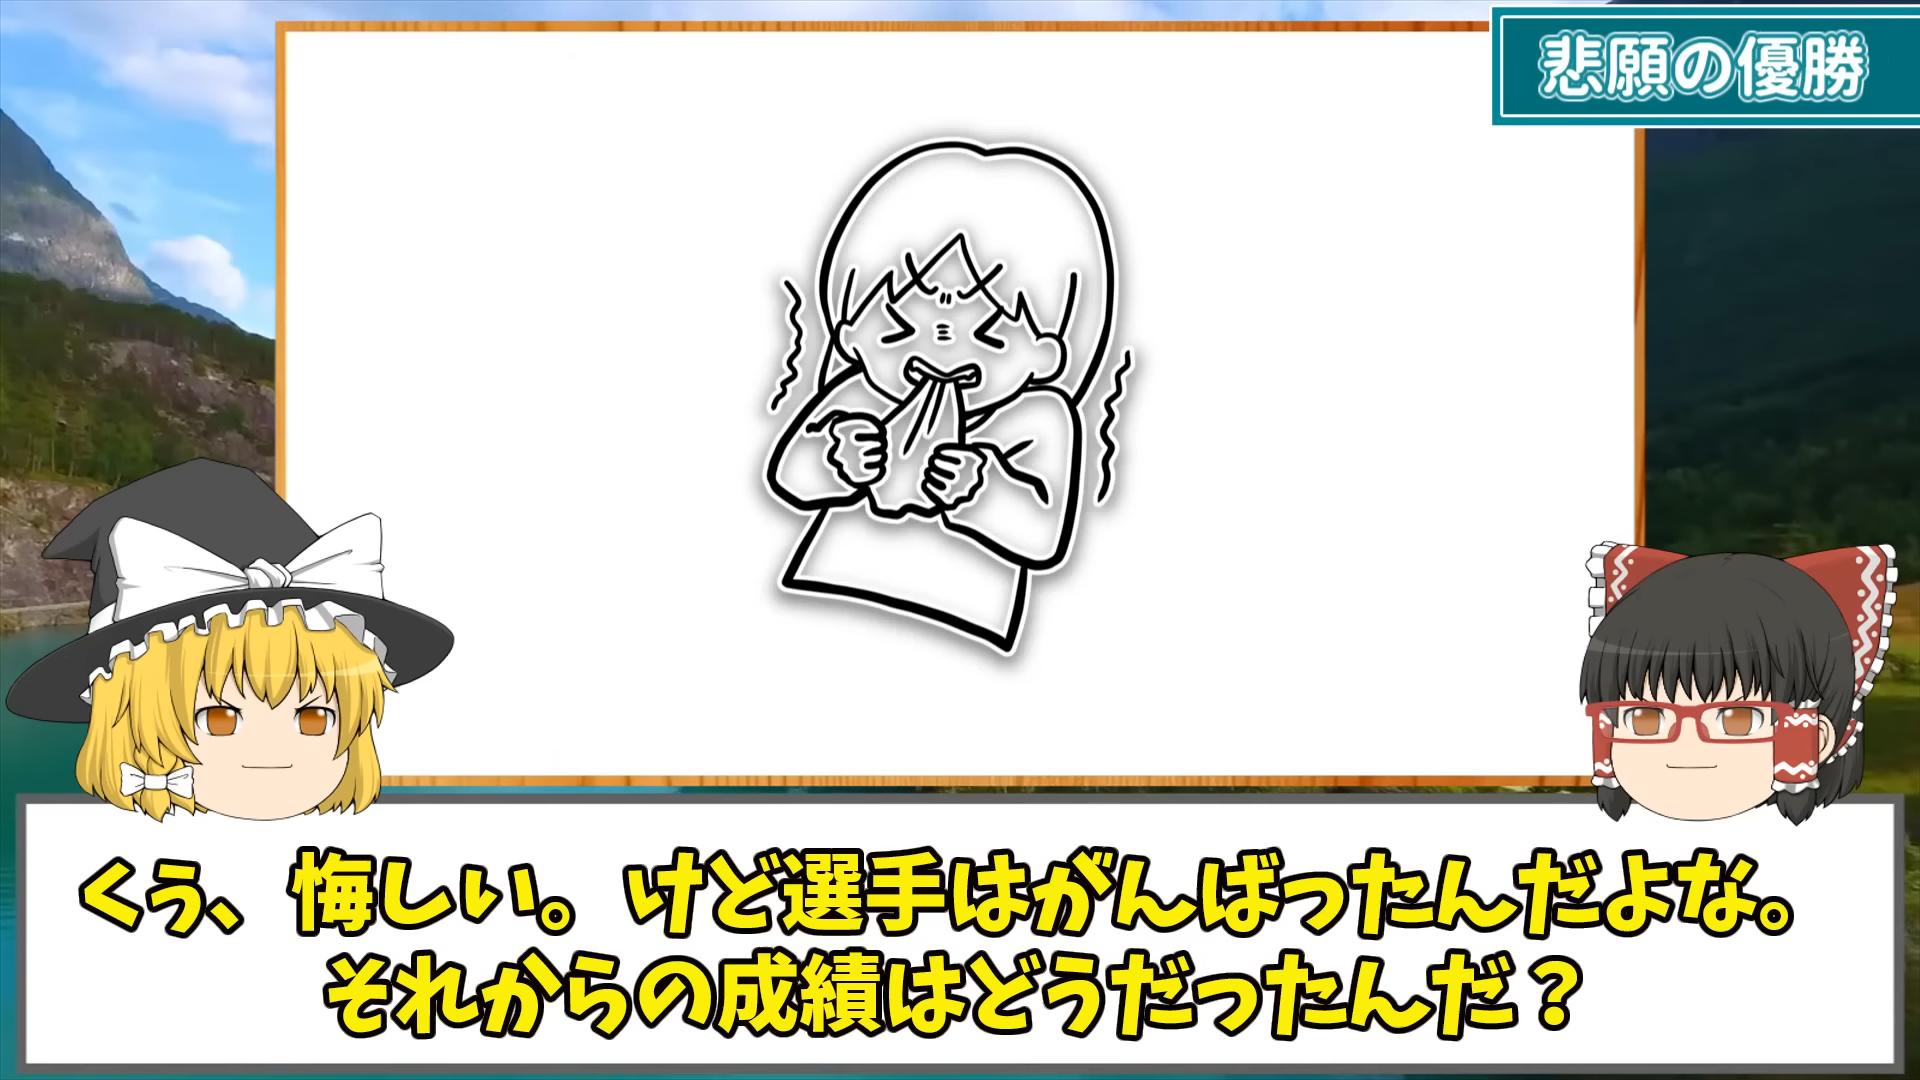 悲願の優勝
くぅ、悔しい。けど選手はがんばったんだよな。
それからの成績はどうだったんだ？